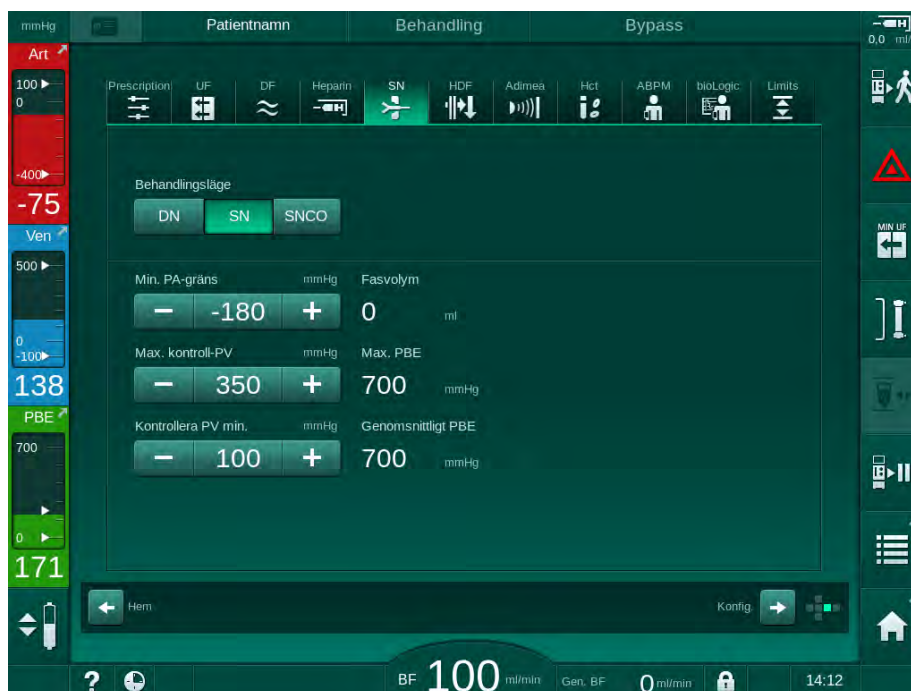 mmHg
Patientnamn
Behandling
Bypass
0,0 ml/
Art
100
0
-400
-75
Ven
500
0
-100
138
PBE
700
0
171
Prescription
UF
DF
Heparin
SN
HDF
Adimea
Hct
ABPM
bioLogic
Limits
Behandlingsläge
DN SN SNCO
Min. PA-gräns mmHg Fasvolym
− -180 + 0 ml
Max. kontroll-PV mmHg Max. PBE
− 350 + 700 mmHg
Kontrollera PV min. mmHg Genomsnittligt PBE
− 100 + 700 mmHg
MIN UF
Hem
Konfig.
? BF 100 ml/min Gen. BF 0 ml/min 14:12